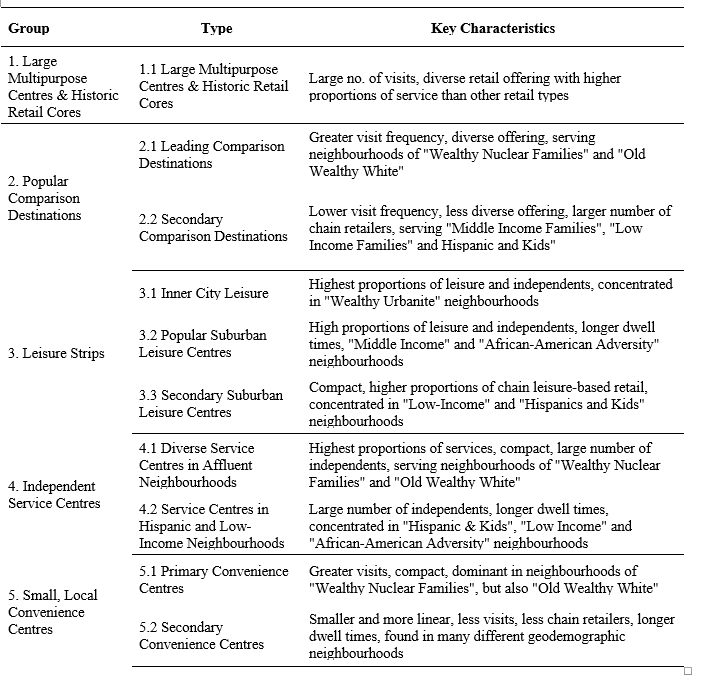 Group Type Key Characteristics
1. Large
Multipurpose
Centres & Historic
Retail Cores
1.1 Large Multipurpose
Centres & Historic Retail
Cores
Large no. of visits, diverse retail offering with higher
proportions of service than other retail types
2. Popular
Comparison
Destinations
2.1 Leading Comparison
Destinations
Greater visit frequency, diverse offering, serving
neighbourhoods of "Wealthy Nuclear Families" and "Old
Wealthy White"
2.2 Secondary
Comparison Destinations
Lower visit frequency, less diverse offering, larger number of
chain retailers, serving "Middle Income Families", "Low
Income Families" and Hispanic and Kids"
3. Leisure Strips
3.1 Inner City Leisure
Highest proportions of leisure and independents, concentrated
in "Wealthy Urbanite" neighbourhoods
3.2 Popular Suburban
Leisure Centres
High proportions of leisure and independents, longer dwell
times, "Middle Income" and "African-American Adversity"
neighbourhoods
3.3 Secondary Suburban
Leisure Centres
Compact, higher proportions of chain leisure-based retail,
concentrated in "Low-Income" and "Hispanics and Kids"
neighbourhoods
4. Independent
Service Centres
4.1 Diverse Service
Centres in Affluent
Neighbourhoods
Highest proportions of services, compact, large number of
independents, serving neighbourhoods of "Wealthy Nuclear
Families" and "Old Wealthy White"
4.2 Service Centres in
Hispanic and Low-
Income Neighbourhoods
Large number of independents, longer dwell times,
concentrated in "Hispanic & Kids", "Low Income" and
"African-American Adversity" neighbourhoods
5. Small, Local
Convenience
Centres
5.1 Primary Convenience
Centres
Greater visits, compact, dominant in neighbourhoods of
"Wealthy Nuclear Families", but also "Old Wealthy White"
5.2 Secondary
Convenience Centres
Smaller and more linear, less visits, less chain retailers, longer
dwell times, found in many different geodemographic
neighbourhoods